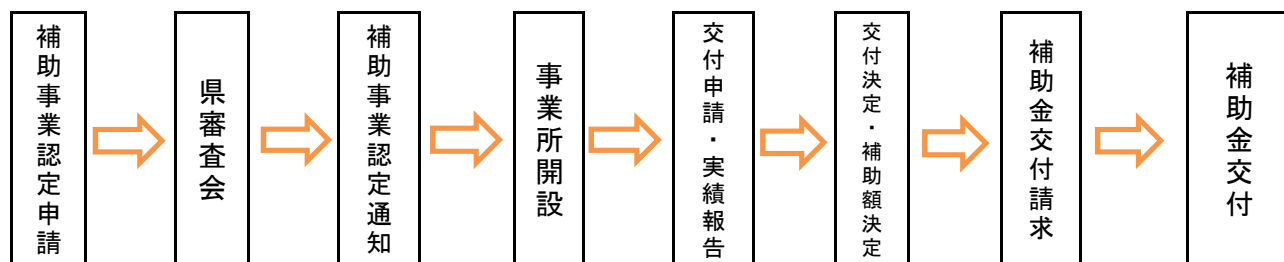 補助事業認定申請
県審査会
補助事業認定通知
事業所開設
交付申請・実績報告
交付決定・補助額決定
補助金交付請求
補助金交付